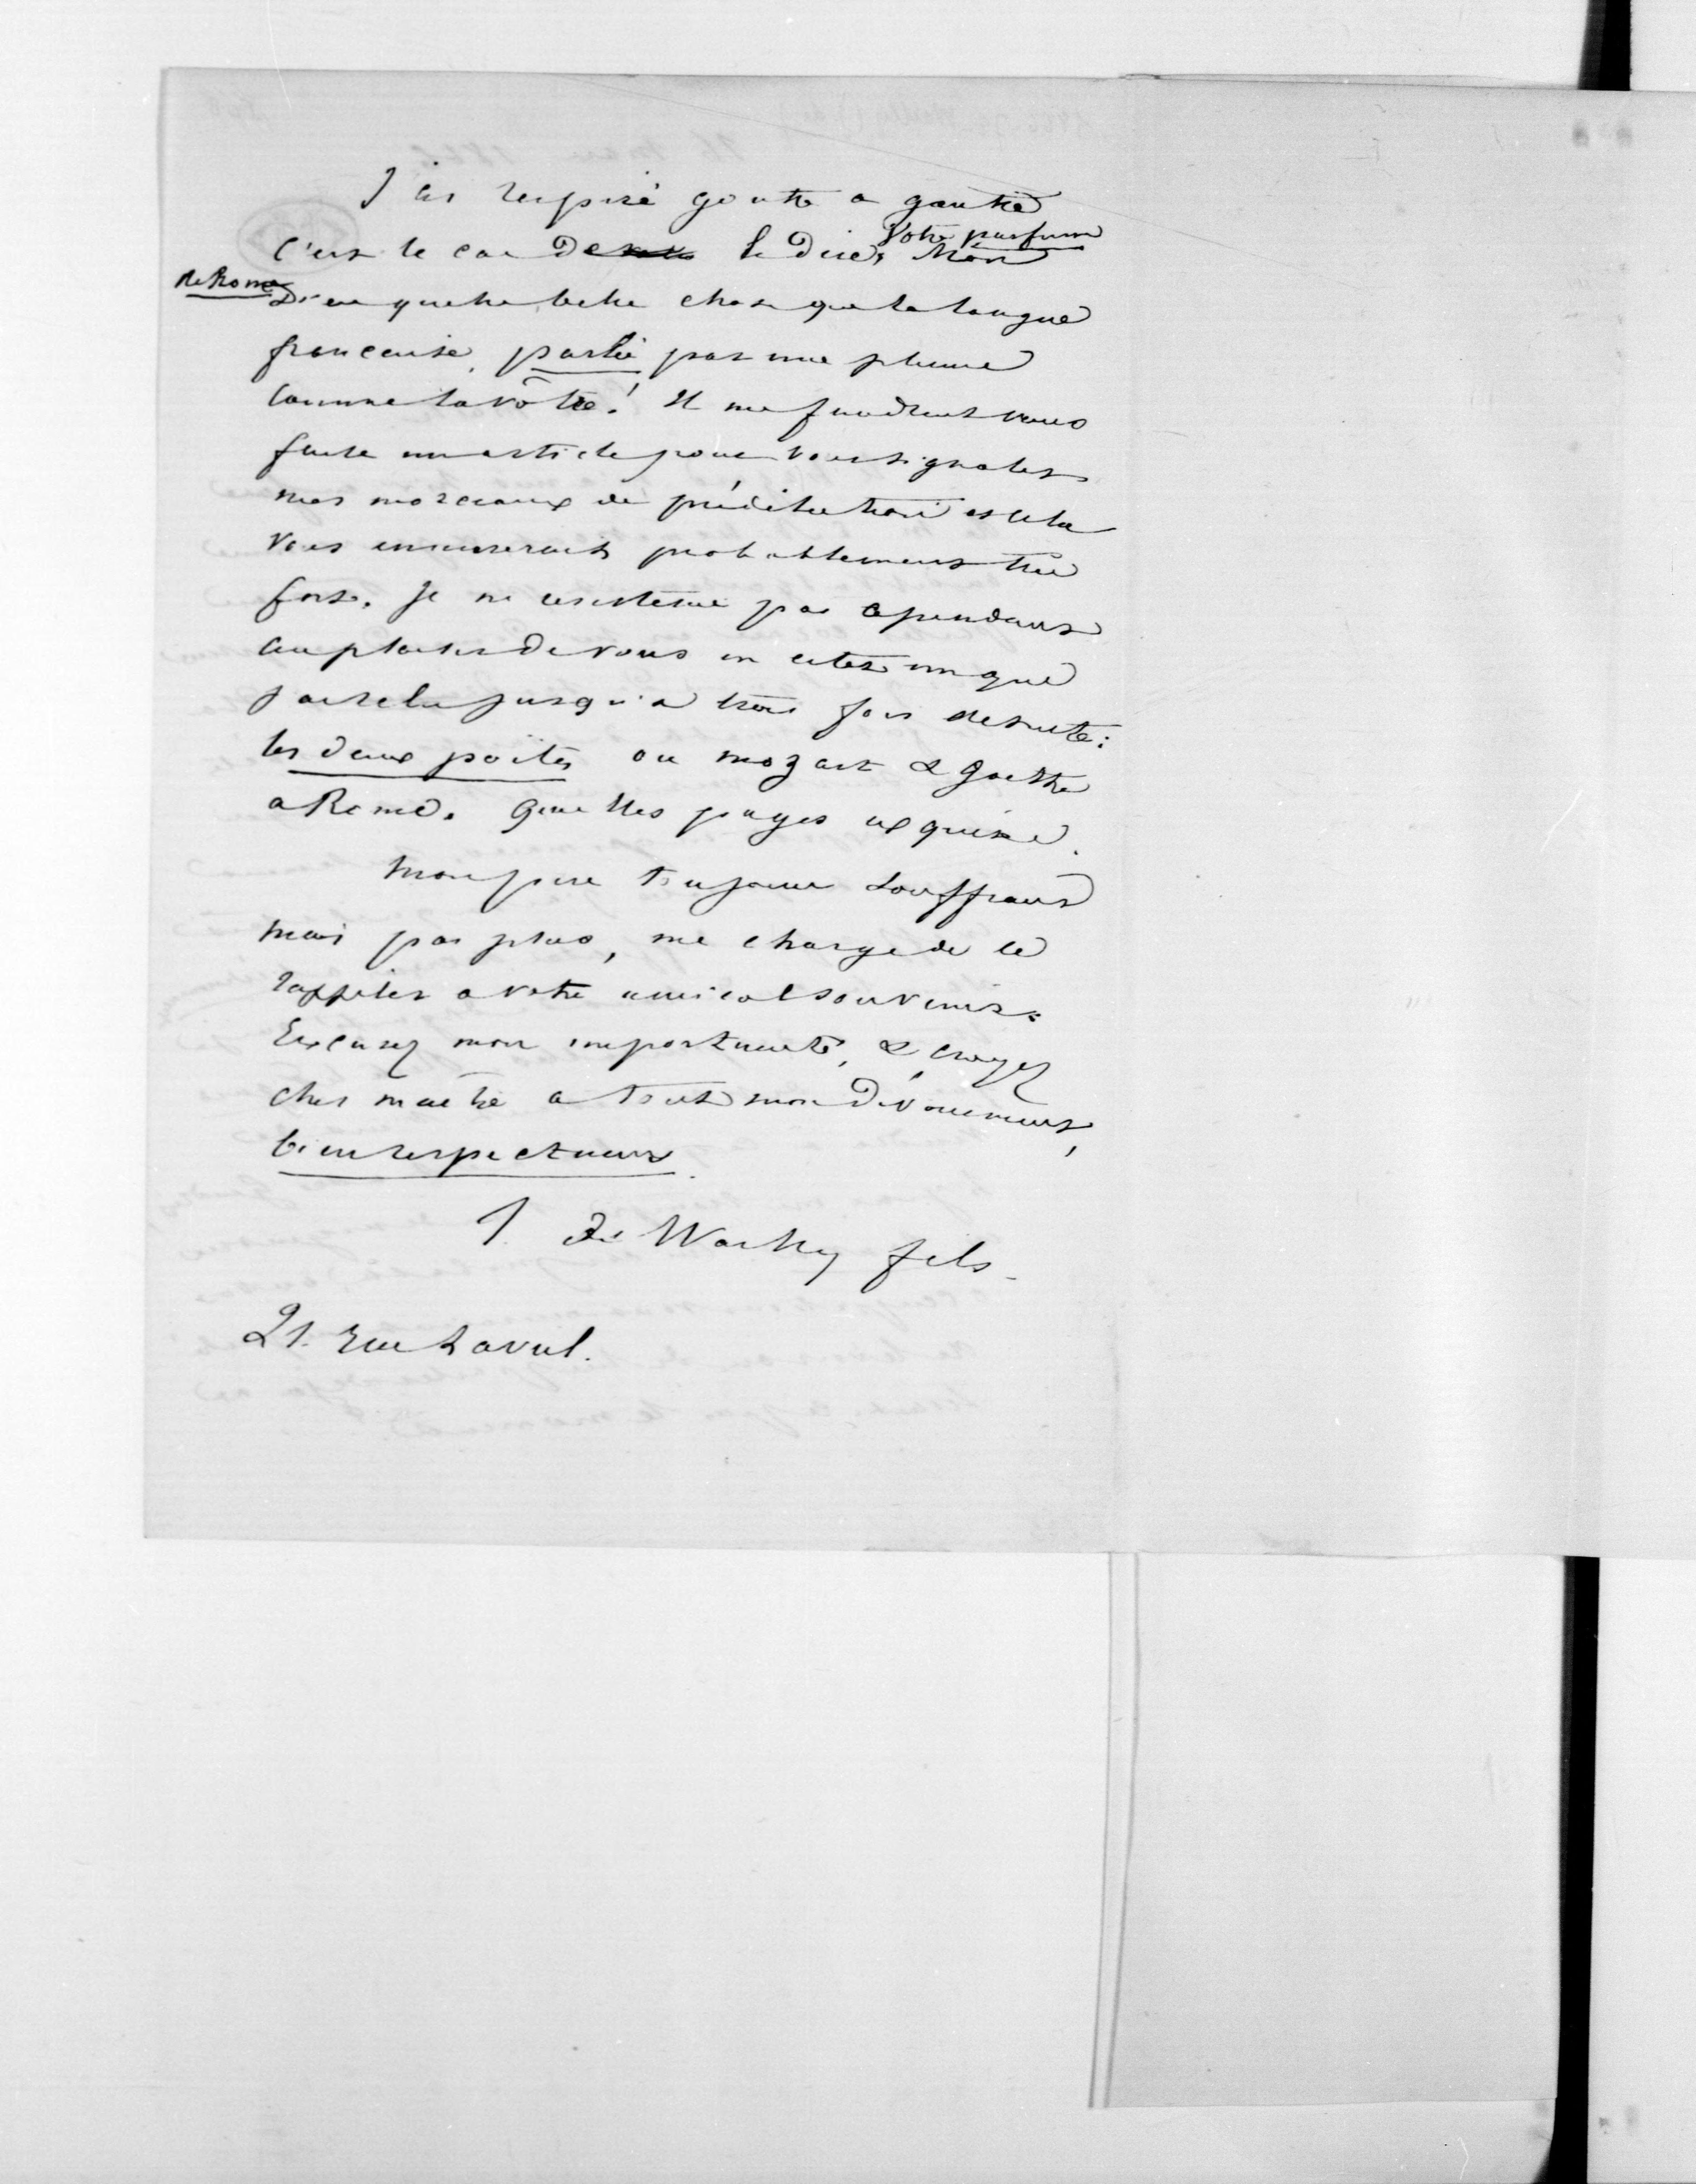 J'ai respiré goutte a goutte
C'est le cas de le dire, votre parfum
de Rome Mon
Dieu quelle belle chose que la langue
francaise, parlée par une plume
comme la vôtre! Il me faudrait vous
faire un article pour vous signaler
mes morceaux de prédilection et cela
vous ennuierait probablement très
fort. Je ne résisterai pas cependant
au plaisir de vous en citer un que
j'ai relu jusqu'a trois fois de suite:
les deux poëtes ou Mozart & Goethe
a Rome. Quelles pages exquises.
Mon père toujours souffrant
mais pas plus, me charge de le
rappeler a votre amical souvenir.
Excusez mon importunité, & croyez
cher maître a tout mon dévouement,
bien respectueux.
J. de Wailly fils.
21. rue Laval.